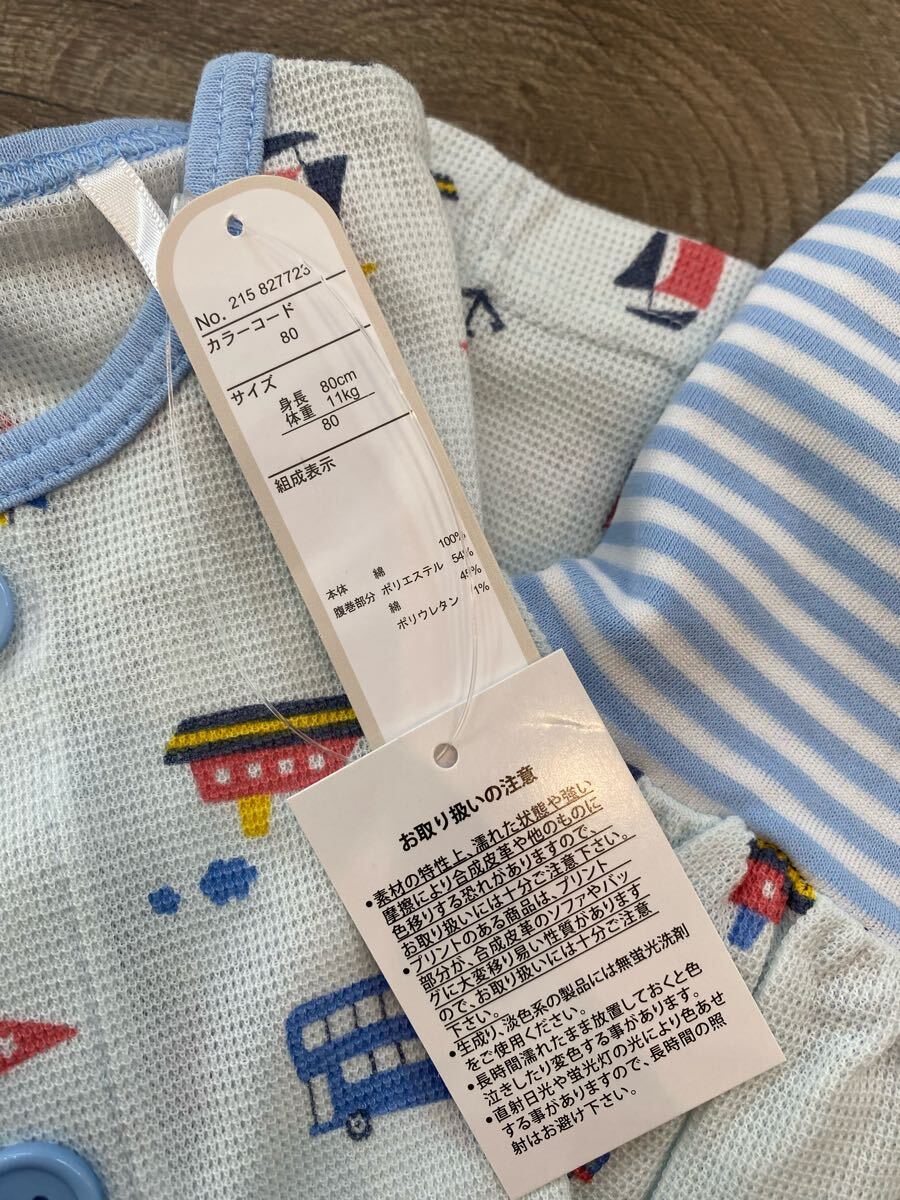 No. 215 827723
カラーコード
80
サイズ
身長 80cm
体重 11kg
80
組成表示
本体 綿 100%
腹巻部分 ポリエステル 54%
綿 45%
ポリウレタン 1%
お取り扱いの注意
•素材の特性上、濡れた状態や強い
摩擦により合成皮革や他のものに
色移りする恐れがありますので、
お取り扱いには十分ご注意下さい。
•プリントのある商品は、プリント
部分が、合成皮革のソファやバッ
グに大変移り易い性質があります
ので、お取り扱いには十分ご注意
下さい。
•生成り、淡色系の製品には無蛍光洗剤
をご使用ください。
•長時間濡れたまま放置しておくと色
泣きしたり変色する事があります。
•直射日光や蛍光灯の光により色あせ
する事がありますので、長時間の照
射はお避け下さい。